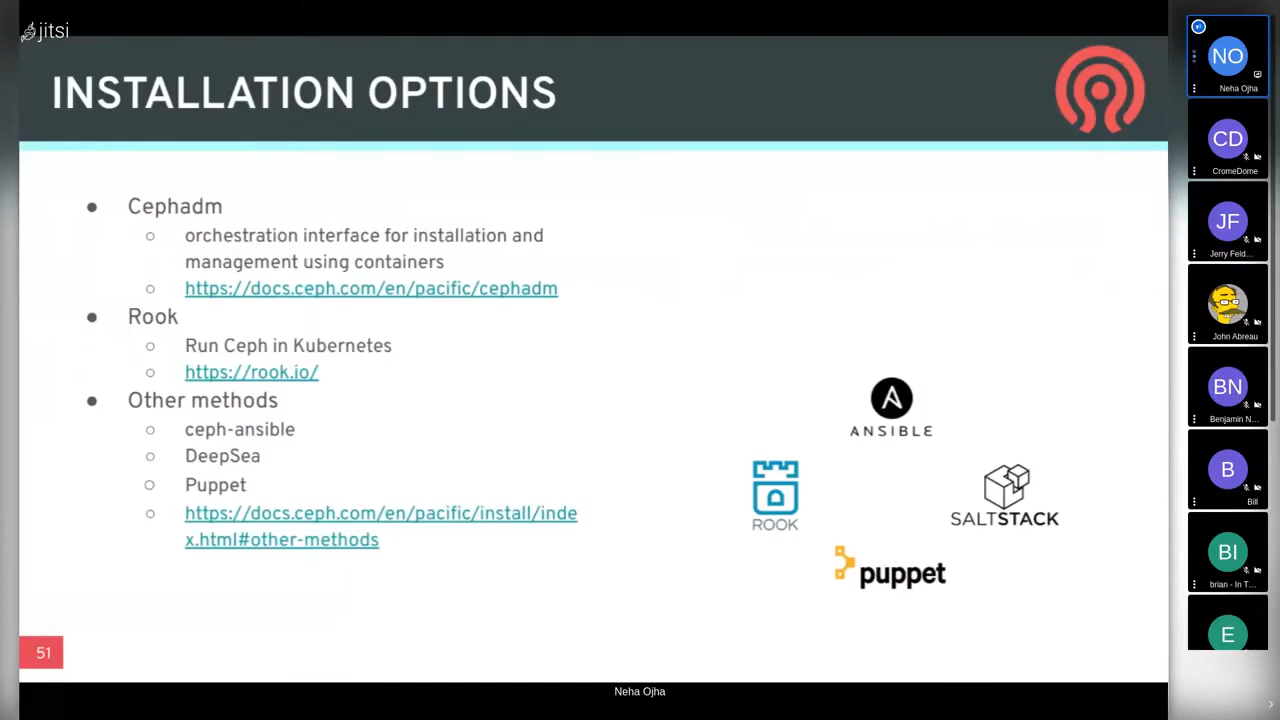 jitsi
INSTALLATION OPTIONS
Cephadm
orchestration interface for installation and
management using containers
https://docs.ceph.com/en/pacific/cephadm
Rook
Run Ceph in Kubernetes
https://rook.io/
Other methods
ceph-ansible
DeepSea
Puppet
https://docs.ceph.com/en/pacific/install/inde
x.html#other-methods
ANSIBLE
ROOK
SALTSTACK
puppet
51
Neha Ojha
NO
Neha Ojha
CD
CromeDome
JF
Jerry Feld...
John Abreau
BN
Benjamin N...
B
Bill
BI
brian - In T...
E